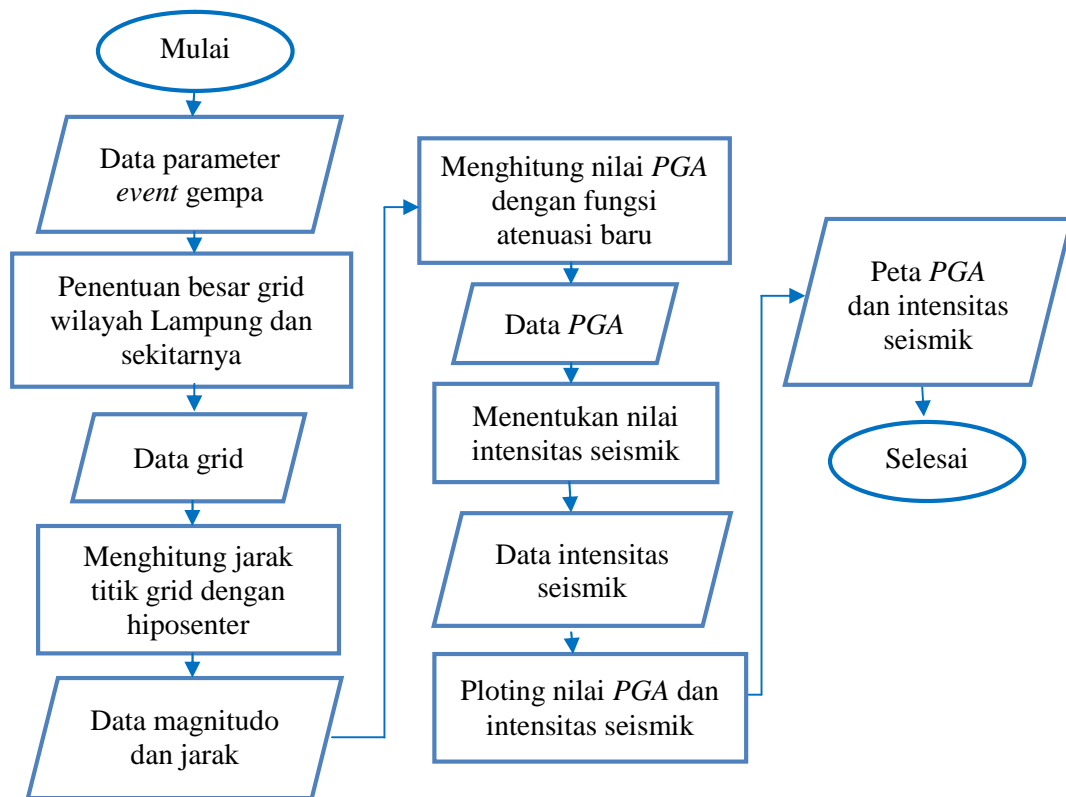 Mulai
Data parameter
event gempa
Penentuan besar grid
wilayah Lampung dan
sekitarnya
Data grid
Menghitung jarak
titik grid dengan
hiposenter
Data magnitudo
dan jarak
Menghitung nilai PGA
dengan fungsi
atenuasi baru
Data PGA
Menentukan nilai
intensitas seismik
Data intensitas
seismik
Ploting nilai PGA dan
intensitas seismik
Peta PGA
dan intensitas
seismik
Selesai